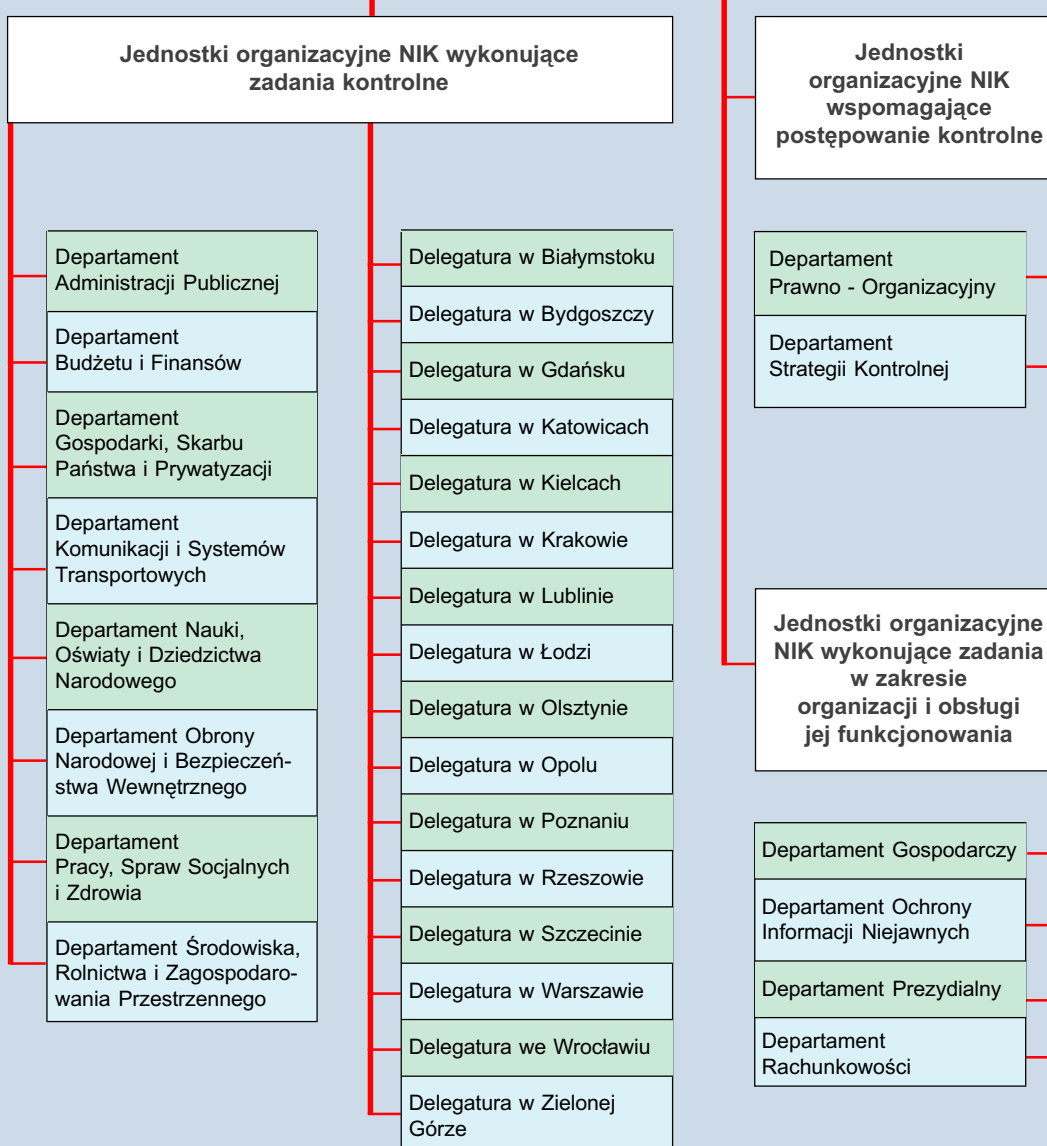 Jednostki organizacyjne NIK wykonujące
zadania kontrolne
Departament
Administracji Publicznej
Departament
Budżetu i Finansów
Departament
Gospodarki, Skarbu
Państwa i Prywatyzacji
Departament
Komunikacji i Systemów
Transportowych
Departament Nauki,
Oświaty i Dziedzictwa
Narodowego
Departament Obrony
Narodowej i Bezpieczeń-
stwa Wewnętrznego
Departament
Pracy, Spraw Socjalnych
i Zdrowia
Departament Środowiska,
Rolnictwa i Zagospodaro-
wania Przestrzennego
Delegatura w Białymstoku
Delegatura w Bydgoszczy
Delegatura w Gdańsku
Delegatura w Katowicach
Delegatura w Kielcach
Delegatura w Krakowie
Delegatura w Lublinie
Delegatura w Łodzi
Delegatura w Olsztynie
Delegatura w Opolu
Delegatura w Poznaniu
Delegatura w Rzeszowie
Delegatura w Szczecinie
Delegatura w Warszawie
Delegatura we Wrocławiu
Delegatura w Zielonej
Górze
Jednostki
organizacyjne NIK
wspomagające
postępowanie kontrolne
Departament
Prawno - Organizacyjny
Departament
Strategii Kontrolnej
Jednostki organizacyjne
NIK wykonujące zadania
w zakresie
organizacji i obsługi
jej funkcjonowania
Departament Gospodarczy
Departament Ochrony
Informacji Niejawnych
Departament Prezydialny
Departament
Rachunkowości